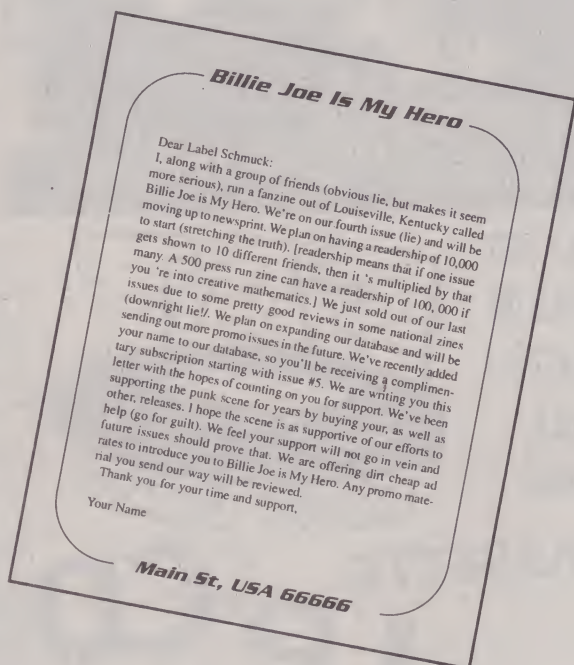 Billie Joe Is My Hero
Dear Label Schmuck:
I, along with a group of friends (obvious lie, but makes it seem
more serious), run a fanzine out of Louiseville, Kentucky called
Billie Joe is My Hero. We're on our fourth issue (lie) and will be
moving up to newsprint. We plan on having a readership of 10,000
to start (stretching the truth). [readership means that if one issue
gets shown to 10 different friends, then it 's multiplied by that
many. A 500 press run zine can have a readership of 100, 000 if
you 're into creative mathematics.] We just sold out of our last
issues due to some pretty good reviews in some national zines
(downright lie!/. We plan on expanding our database and will be
sending out more promo issues in the future. We've recently added
your name to our database, so you'll be receiving a complimen-
tary subscription starting with issue #5. We are writing you this
letter with the hopes of counting on you for support. We've been
supporting the punk scene for years by buying your, as well as
other, releases. I hope the scene is as supportive of our efforts to
help (go for guilt). We feel your support will not go in vein and
future issues should prove that. We are offering dirt cheap ad
rates to introduce you to Billie Joe is My Hero. Any promo mate-
rial you send our way will be reviewed.
Thank you for your time and support,
Your Name
Main St, USA 66666